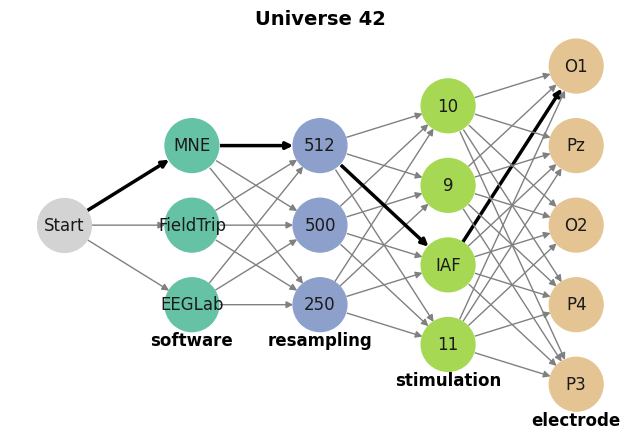 Universe 42
Start
MNE
FieldTrip
EEGLab
software
512
500
250
resampling
10
9
IAF
11
stimulation
O1
Pz
O2
P4
P3
electrode